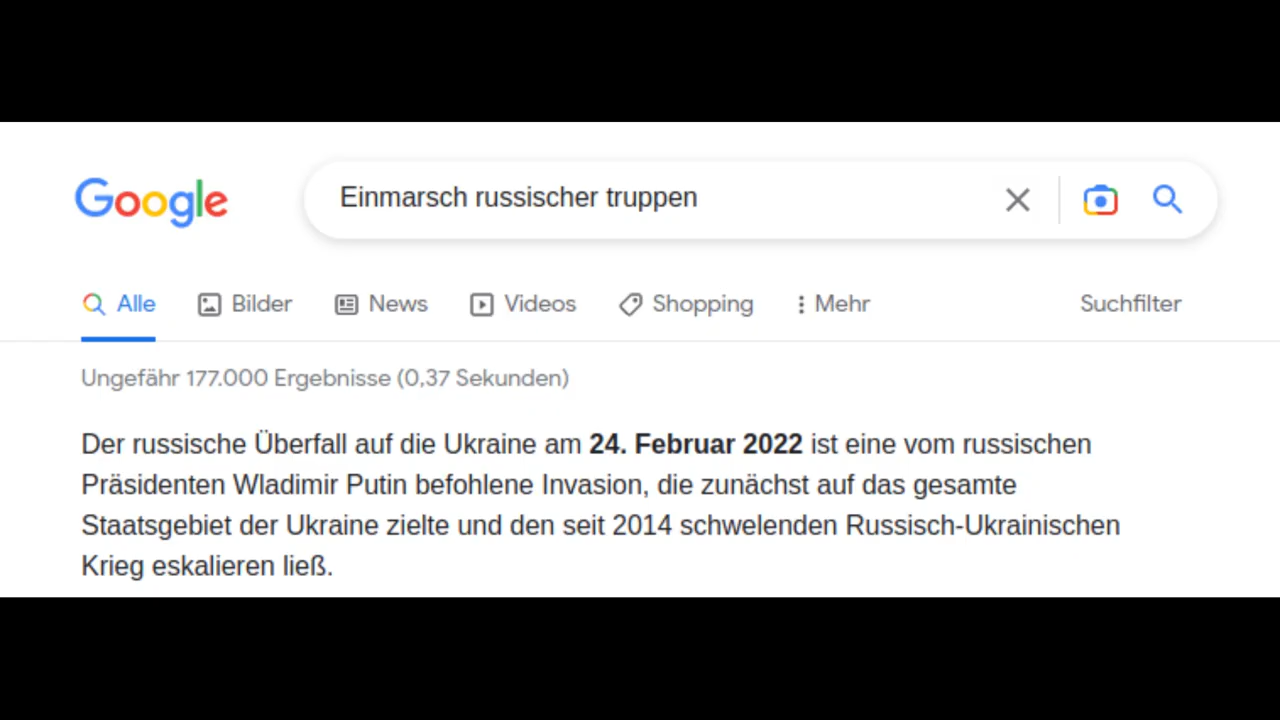 Google
Einmarsch russischer truppen
Alle Bilder News Videos Shopping Mehr Suchfilter
Ungefähr 177.000 Ergebnisse (0,37 Sekunden)
Der russische Überfall auf die Ukraine am 24. Februar 2022 ist eine vom russischen
Präsidenten Wladimir Putin befohlene Invasion, die zunächst auf das gesamte
Staatsgebiet der Ukraine zielte und den seit 2014 schwelenden Russisch-Ukrainischen
Krieg eskalieren ließ.